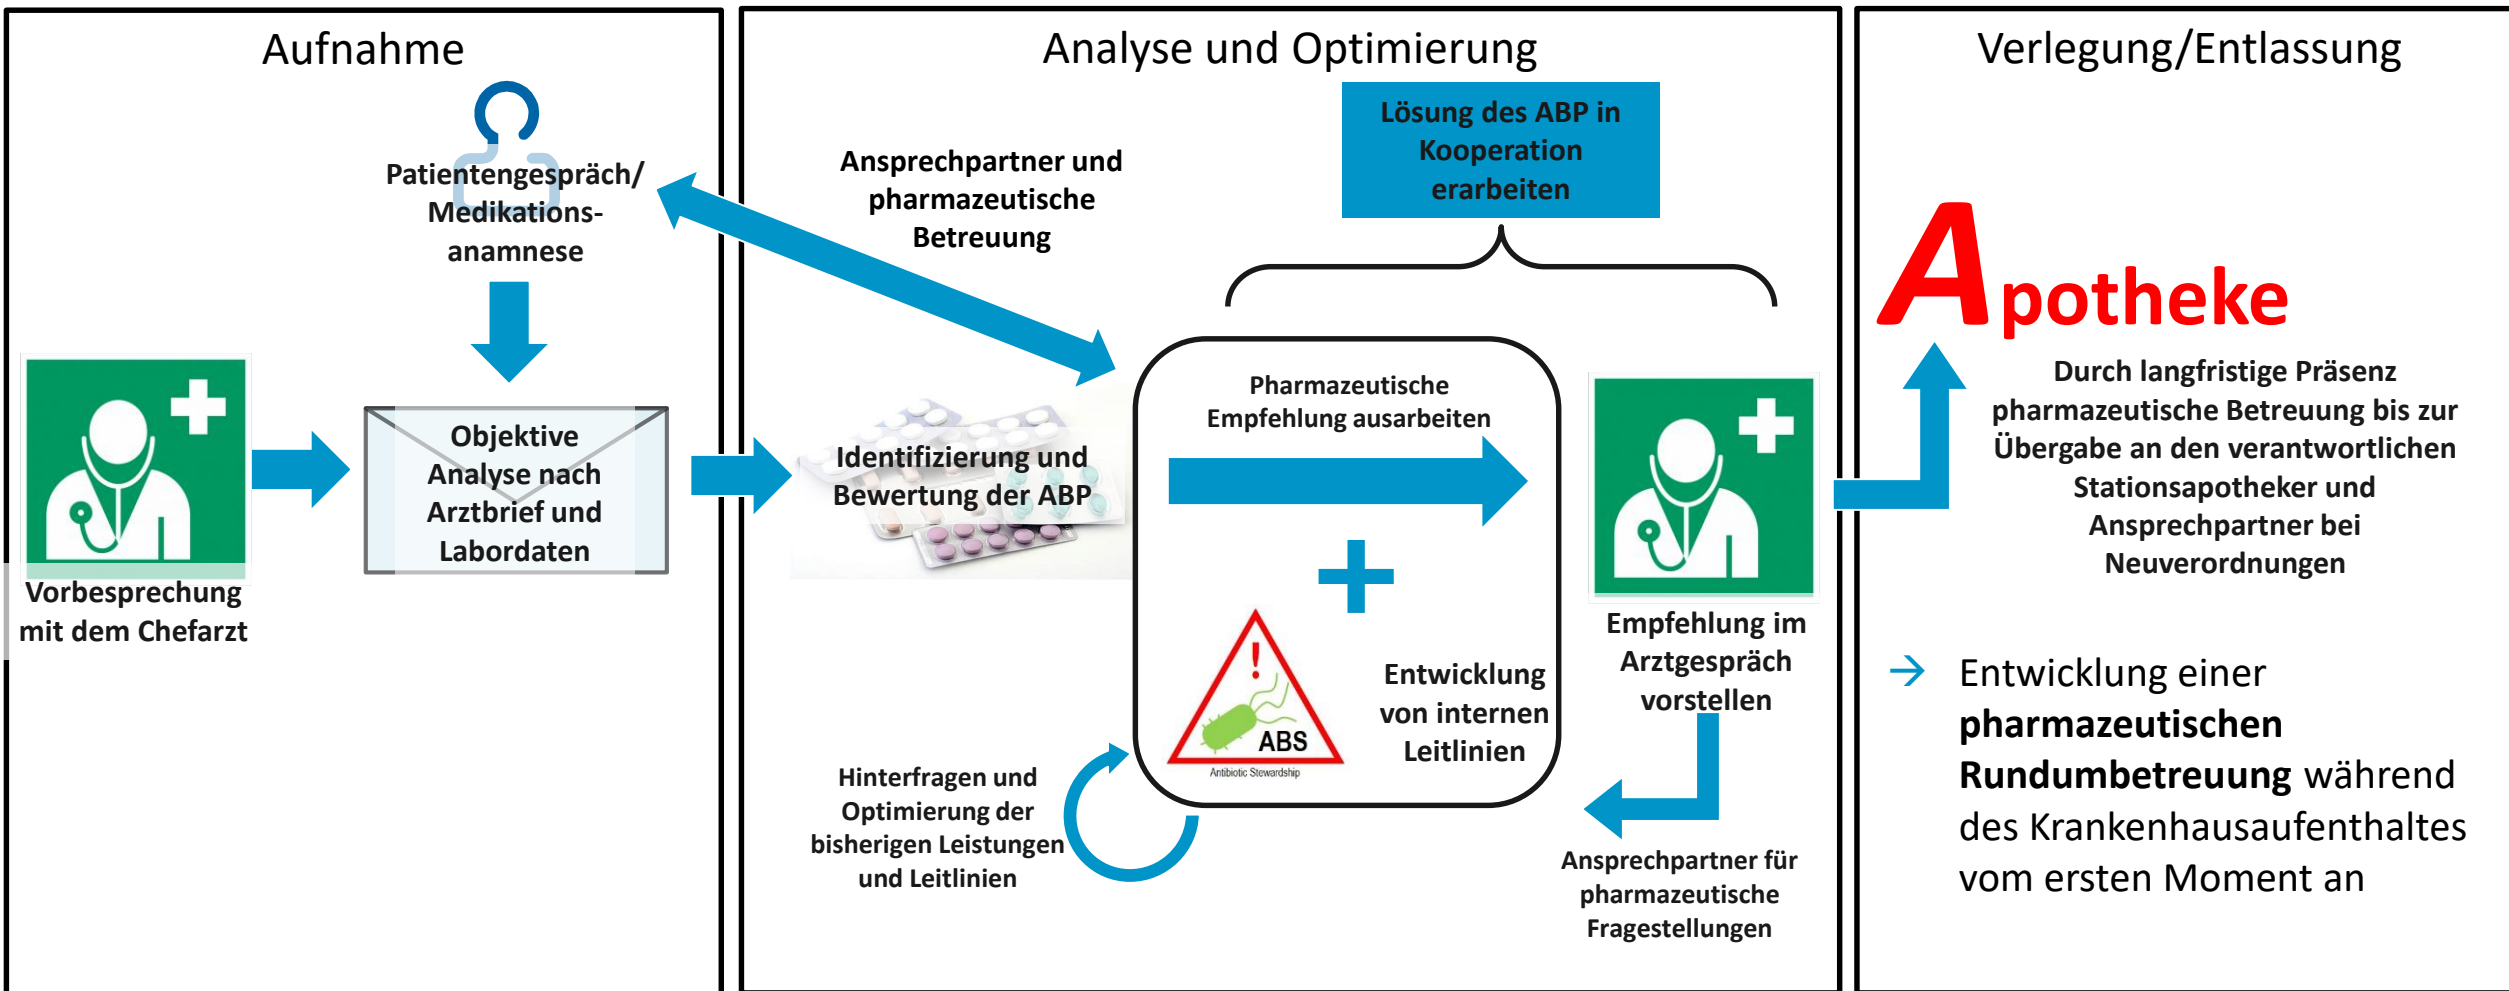 Aufnahme
Patientengespräch/
Medikations-
anamnese
Vorbesprechung
mit dem Chefarzt
Objektive
Analyse nach
Arztbrief und
Labordaten
Analyse und Optimierung
Lösung des ABP in
Kooperation
erarbeiten
Ansprechpartner und
pharmazeutische
Betreuung
Identifizierung und
Bewertung der ABP
Pharmazeutische
Empfehlung ausarbeiten
!
ABS
Antibiotic Stewardship
Entwicklung
von internen
Leitlinien
Hinterfragen und
Optimierung der
bisherigen Leistungen
und Leitlinien
Empfehlung im
Arztgespräch
vorstellen
Ansprechpartner für
pharmazeutische
Fragestellungen
Verlegung/Entlassung
Apotheke
Durch langfristige Präsenz
pharmazeutische Betreuung bis zur
Übergabe an den verantwortlichen
Stationsapotheker und
Ansprechpartner bei
Neuverordnungen
→ Entwicklung einer
pharmazeutischen
Rundumbetreuung während
des Krankenhausaufenthaltes
vom ersten Moment an